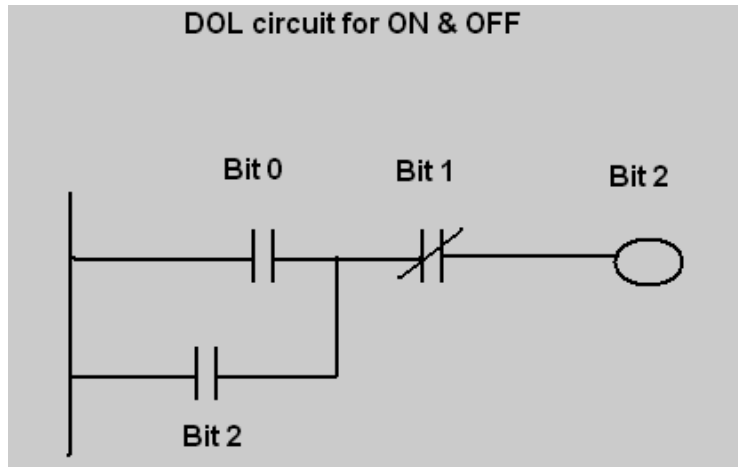 DOL circuit for ON & OFF
Bit 0
Bit 1
Bit 2
Bit 2